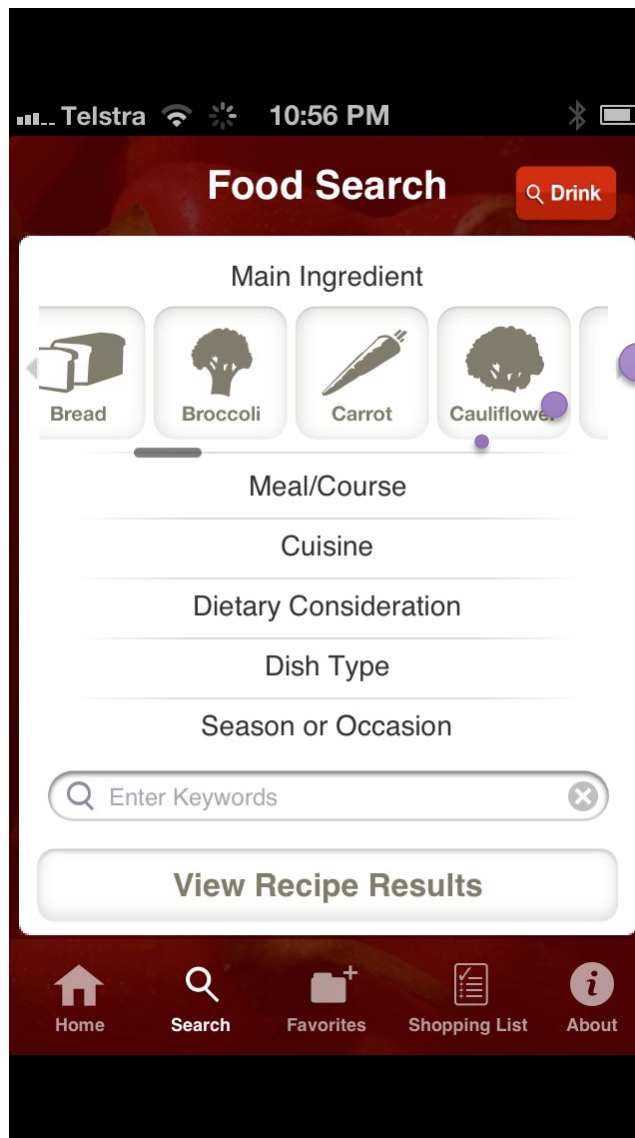 Telstra 10:56 PM
Food Search
Drink
Main Ingredient
Bread Broccoli Carrot Cauliflower
Meal/Course
Cuisine
Dietary Consideration
Dish Type
Season or Occasion
Enter Keywords
View Recipe Results
Home Search Favorites Shopping List About